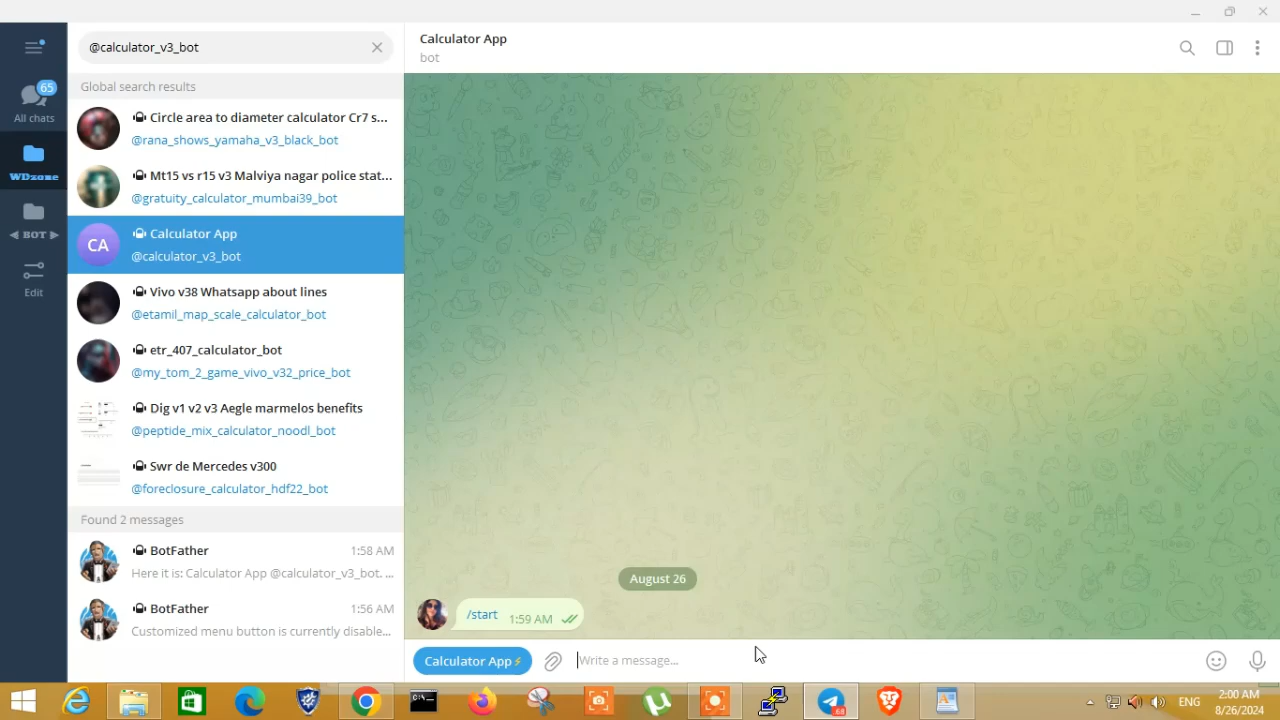 @calculator_v3_bot
Calculator App
bot
Global search results
65
All chats
WDzone
◀ BOT ▶
Edit
Circle area to diameter calculator Cr7 s...
@rana_shows_yamaha_v3_black_bot
Mt15 vs r15 v3 Malviya nagar police stat...
@gratuity_calculator_mumbai39_bot
CA
Calculator App
@calculator_v3_bot
Vivo v38 Whatsapp about lines
@etamil_map_scale_calculator_bot
etr_407_calculator_bot
@my_tom_2_game_vivo_v32_price_bot
Dig v1 v2 v3 Aegle marmelos benefits
@peptide_mix_calculator_noodl_bot
Swr de Mercedes v300
@foreclosure_calculator_hdf22_bot
Found 2 messages
BotFather 1:58 AM
Here it is: Calculator App @calculator_v3_bot. ...
BotFather 1:56 AM
Customized menu button is currently disable...
August 26
/start 1:59 AM
Calculator App⚡
Write a message...
ENG
2:00 AM
8/26/2024